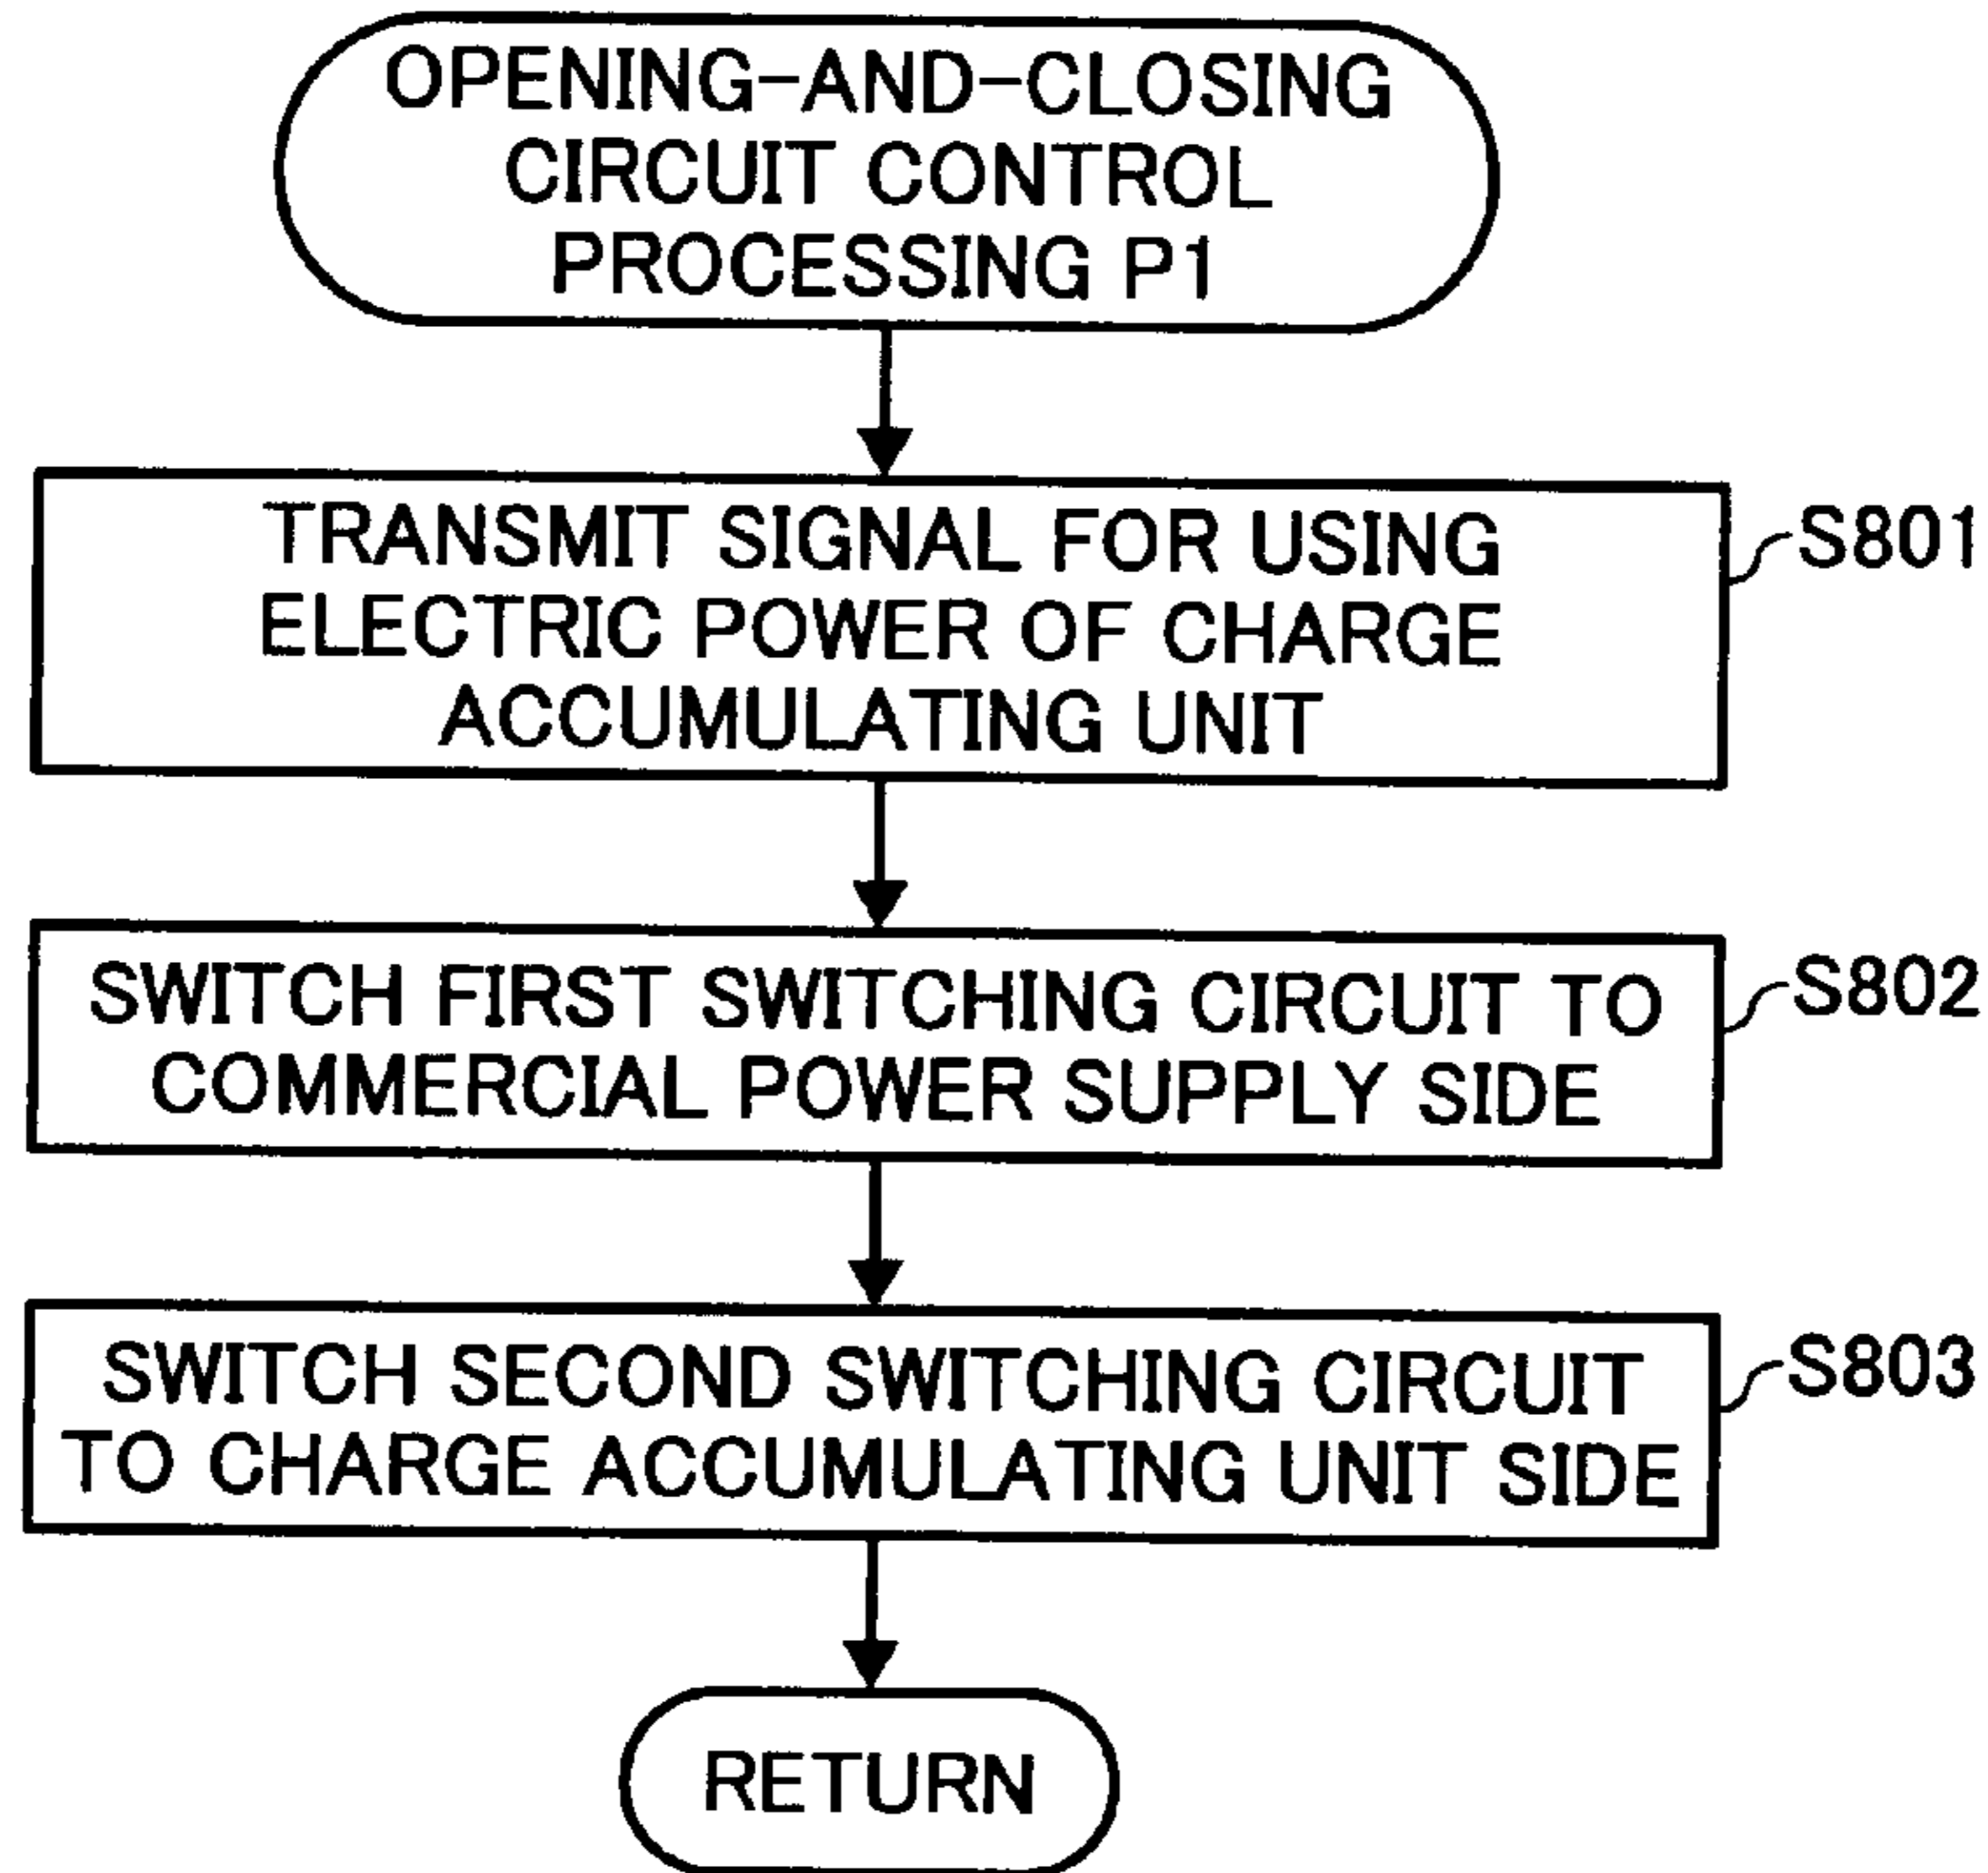 OPENING-AND-CLOSING
CIRCUIT CONTROL
PROCESSING P1
TRANSMIT SIGNAL FOR USING
ELECTRIC POWER OF CHARGE
ACCUMULATING UNIT
S801
SWITCH FIRST SWITCHING CIRCUIT TO
COMMERCIAL POWER SUPPLY SIDE
S802
SWITCH SECOND SWITCHING CIRCUIT
TO CHARGE ACCUMULATING UNIT SIDE
S803
RETURN